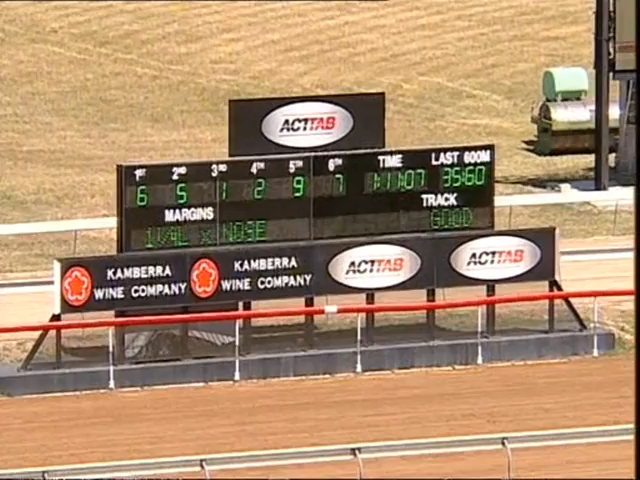 ACTTAB
1ST 2ND 3RD 4TH 5TH 6TH TIME LAST 600M
6 5 1 2 9 7 1:11:07 35:60
MARGINS TRACK
1¼L x NOSE GOOD
KAMBERRA WINE COMPANY KAMBERRA WINE COMPANY ACTTAB ACTTAB